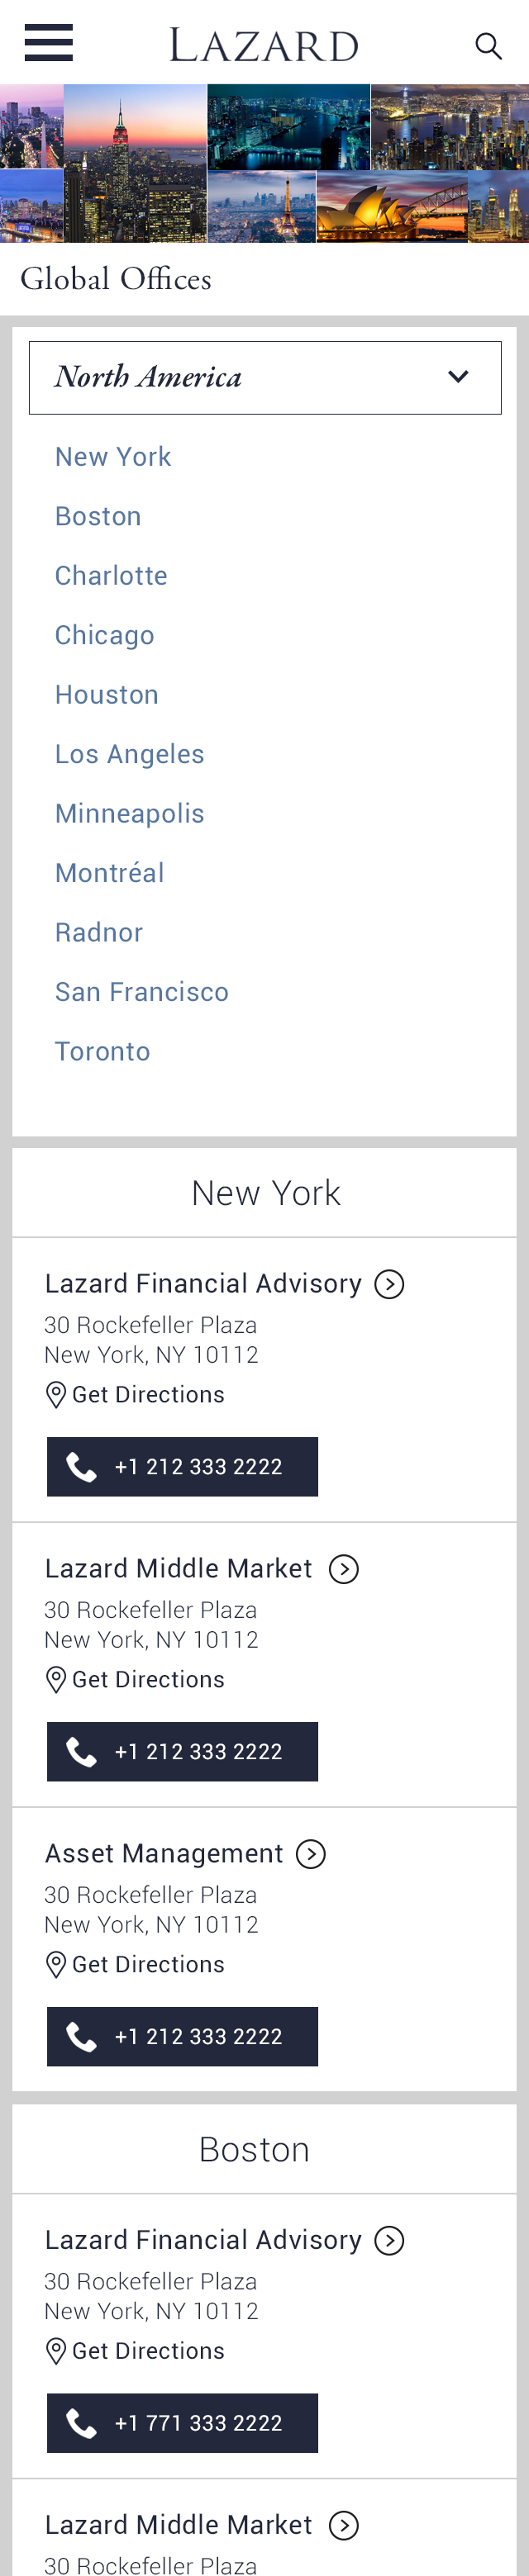 LAZARD
Global Offices
North America
New York
Boston
Charlotte
Chicago
Houston
Los Angeles
Minneapolis
Montréal
Radnor
San Francisco
Toronto
New York
Lazard Financial Advisory
30 Rockefeller Plaza
New York, NY 10112
Get Directions
+1 212 333 2222
Lazard Middle Market
30 Rockefeller Plaza
New York, NY 10112
Get Directions
+1 212 333 2222
Asset Management
30 Rockefeller Plaza
New York, NY 10112
Get Directions
+1 212 333 2222
Boston
Lazard Financial Advisory
30 Rockefeller Plaza
New York, NY 10112
Get Directions
+1 771 333 2222
Lazard Middle Market
30 Rockefeller Plaza